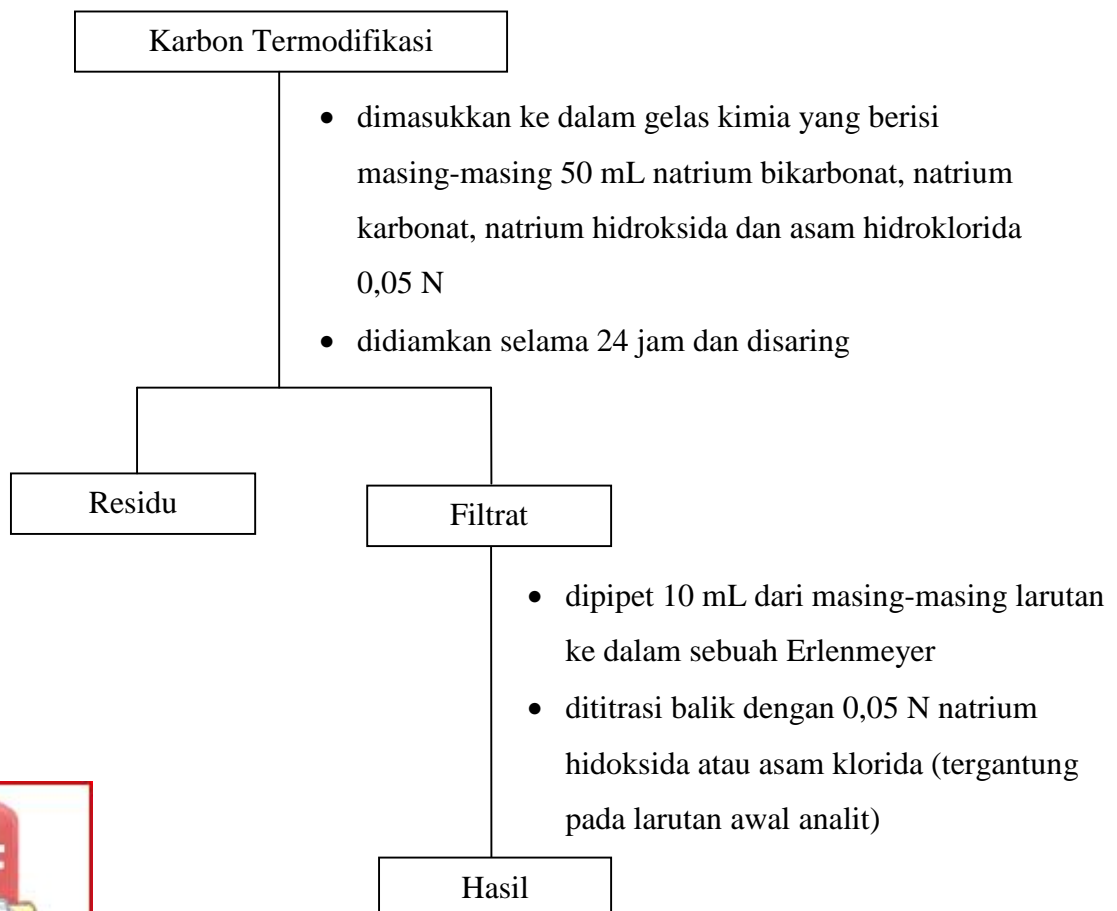 Karbon Termodifikasi
• dimasukkan ke dalam gelas kimia yang berisi
masing-masing 50 mL natrium bikarbonat, natrium
karbonat, natrium hidroksida dan asam hidroklorida
0,05 N
• didiamkan selama 24 jam dan disaring
Residu
Filtrat
• dipipet 10 mL dari masing-masing larutan
ke dalam sebuah Erlenmeyer
• dititrasi balik dengan 0,05 N natrium
hidoksida atau asam klorida (tergantung
pada larutan awal analit)
Hasil